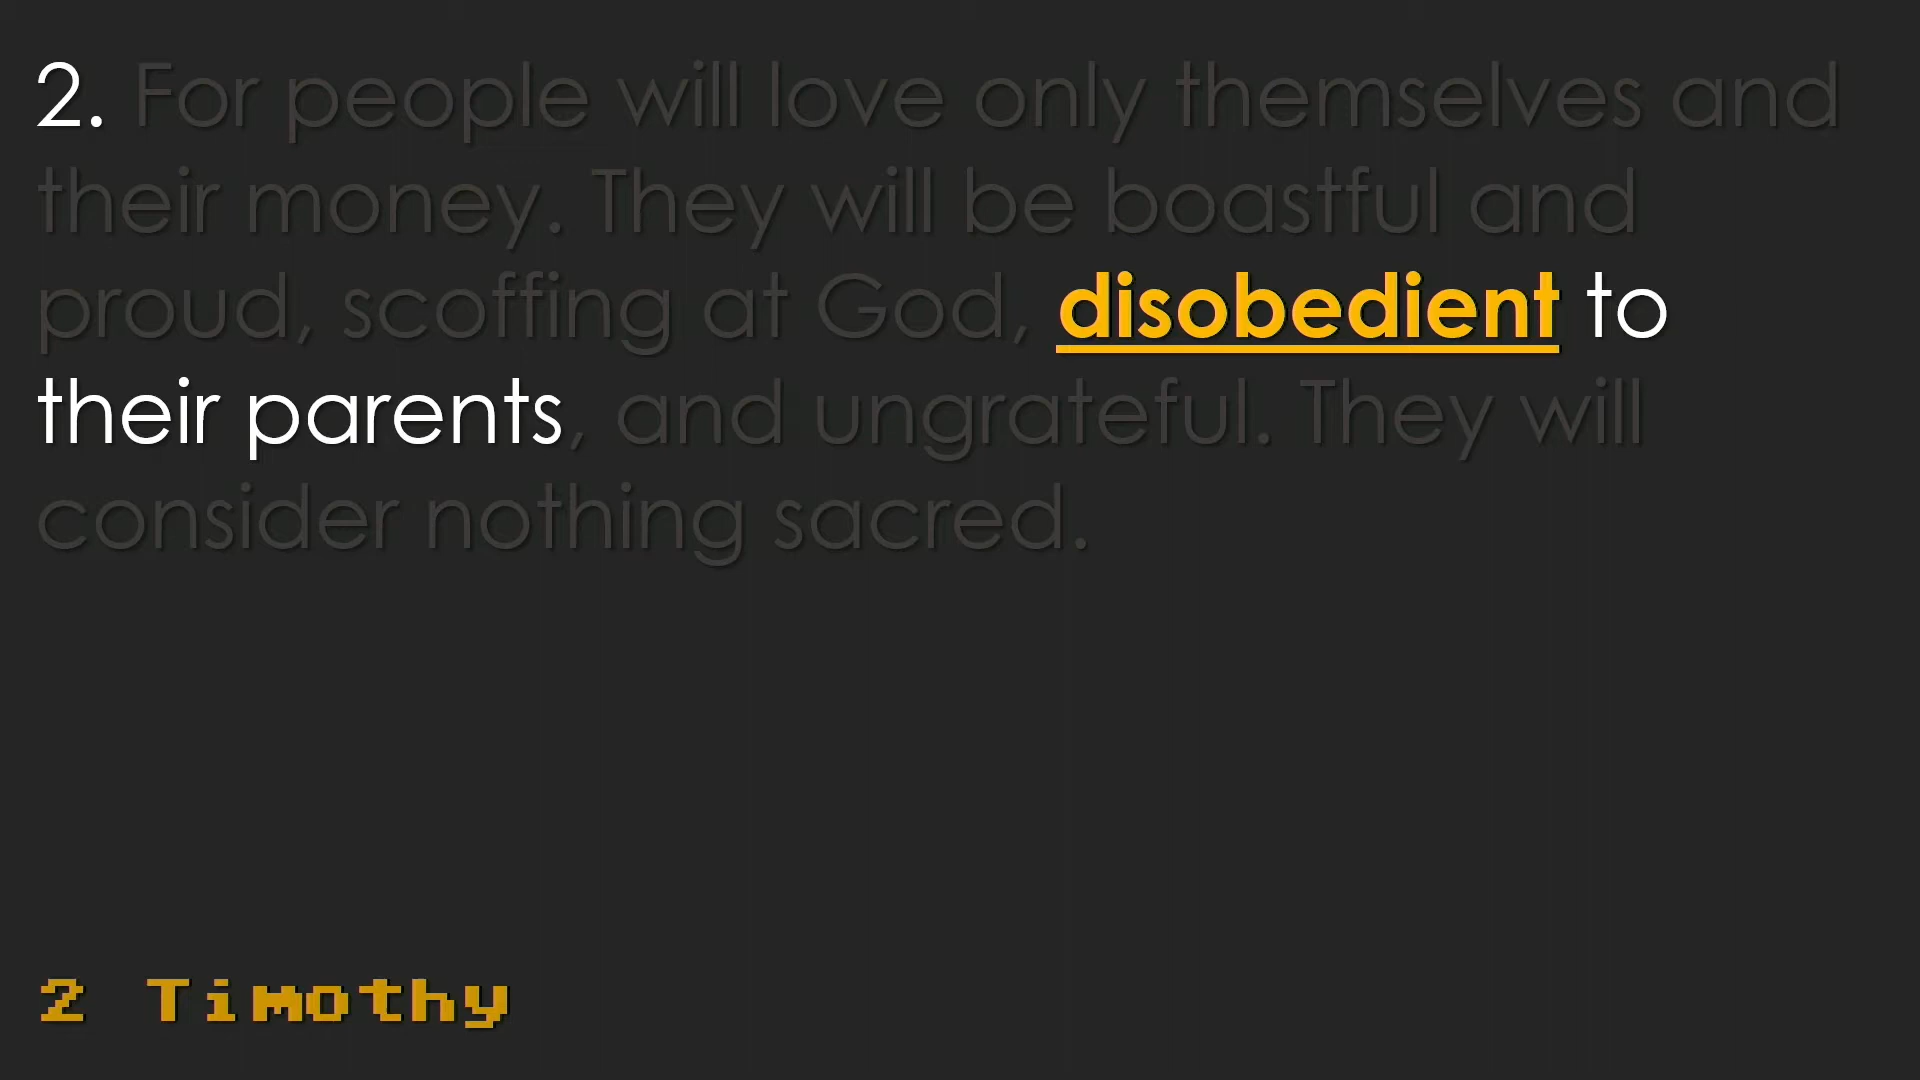 2. For people will love only themselves and
their money. They will be boastful and
proud, scoffing at God, disobedient to
their parents, and ungrateful. They will
consider nothing sacred.
2 Timothy